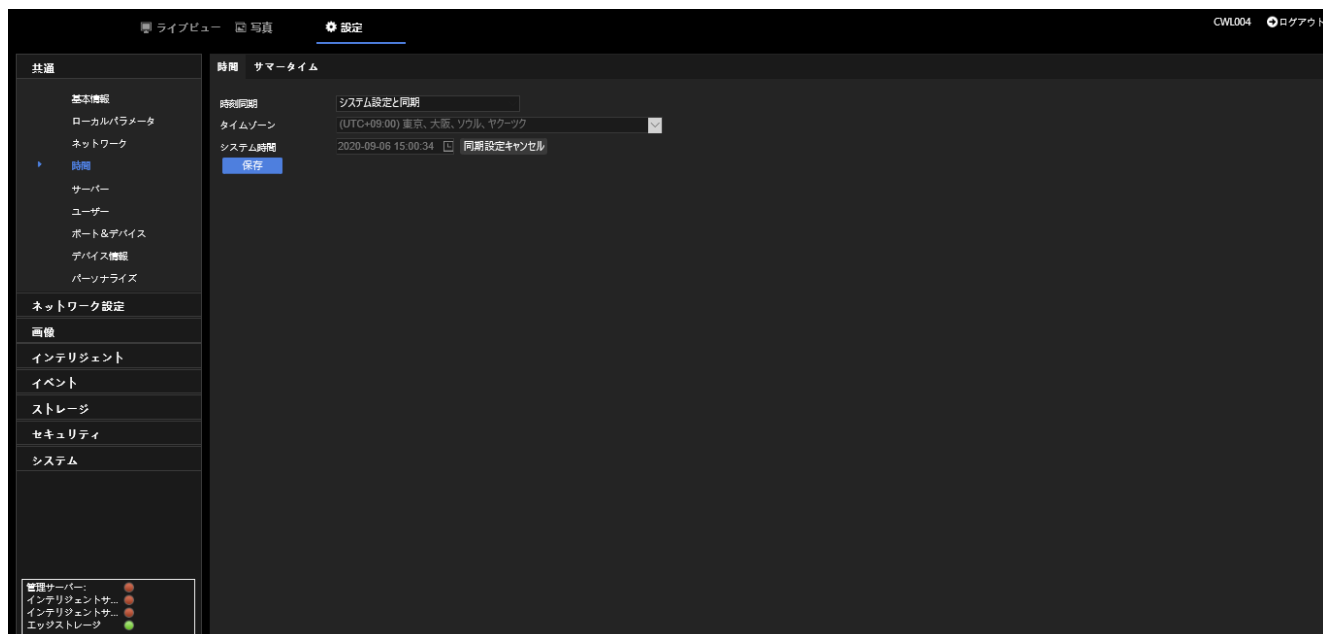 ライブビュー 写真 設定 CWL004 ログアウト
共通
基本情報
ローカルパラメータ
ネットワーク
時間
サーバー
ユーザー
ポート&デバイス
デバイス情報
パーソナライズ
ネットワーク設定
画像
インテリジェント
イベント
ストレージ
セキュリティ
システム
管理サーバー:
インテリジェントサ...
インテリジェントサ...
エッジストレージ
時間 サマータイム
時刻同期 システム設定と同期
タイムゾーン (UTC+09:00) 東京、大阪、ソウル、ヤクーツク
システム時間 2020-09-06 15:00:34 同期設定キャンセル
保存